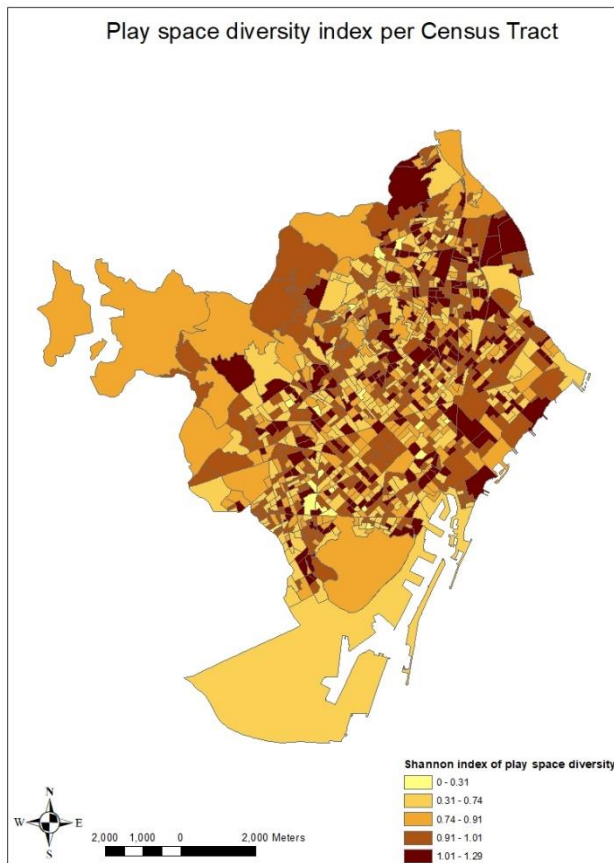 Play space diversity index per Census Tract
Shannon index of play space diversity
0 - 0.31
0.31 - 0.74
0.74 - 0.91
0.91 - 1.01
1.01 - 1.29
N
W E
S
2,000 1,000 0 2,000 Meters